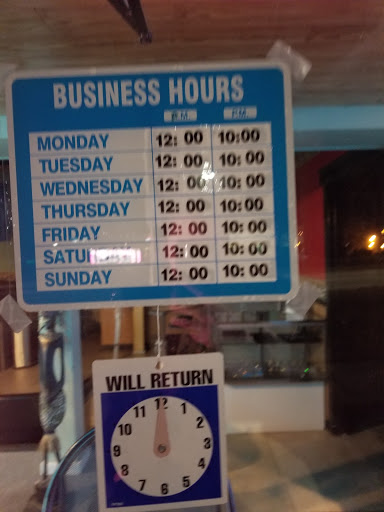 BUSINESS HOURS
P.M. P.M.
MONDAY 12:00 10:00
TUESDAY 12:00 10:00
WEDNESDAY 12:00 10:00
THURSDAY 12:00 10:00
FRIDAY 12:00 10:00
SATU 12:00 10:00
SUNDAY 12:00 10:00
WILL RETURN
12
11 1
10 2
9 3
8 4
7 5
6